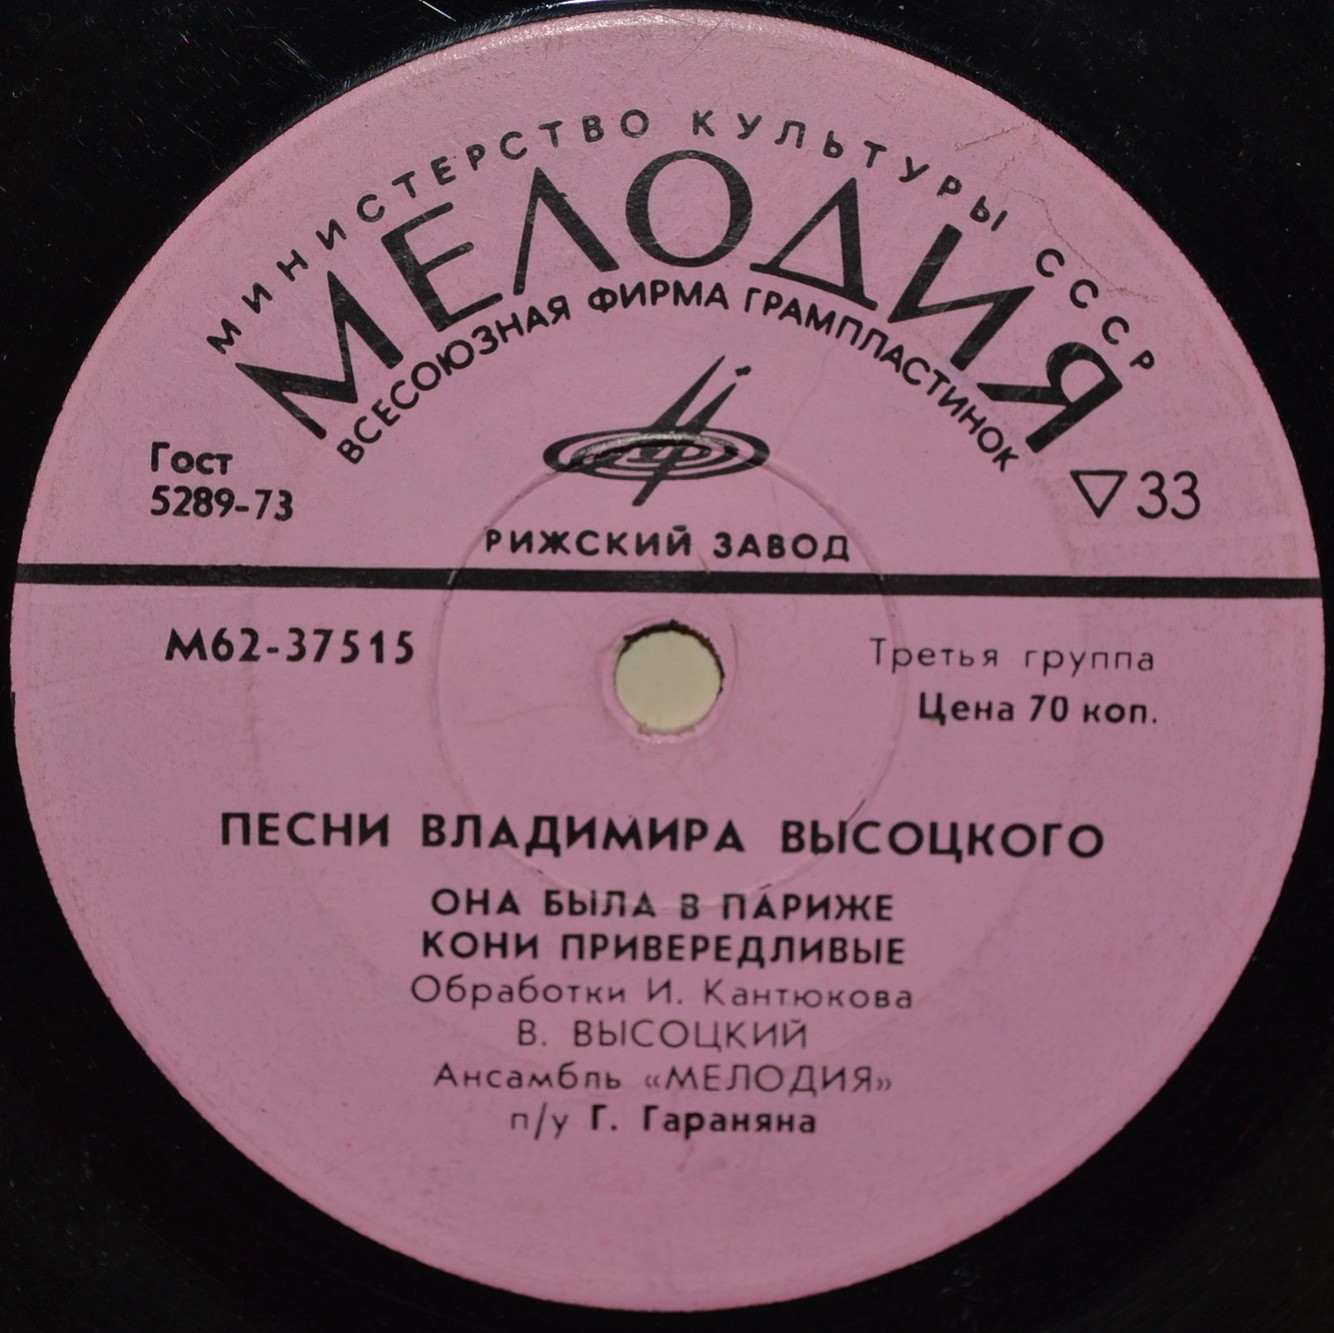 МИНИСТЕРСТВО КУЛЬТУРЫ СССР
МЕЛОДИЯ
ВСЕСОЮЗНАЯ ФИРМА ГРАМПЛАСТИНОК
Гост
5289-73
▽33
РИЖСКИЙ ЗАВОД
М62-37515
Третья группа
Цена 70 коп.
ПЕСНИ ВЛАДИМИРА ВЫСОЦКОГО
ОНА БЫЛА В ПАРИЖЕ
КОНИ ПРИВЕРЕДЛИВЫЕ
Обработки И. Кантюкова
В. ВЫСОЦКИЙ
Ансамбль «МЕЛОДИЯ»
п/у Г. Гараняна